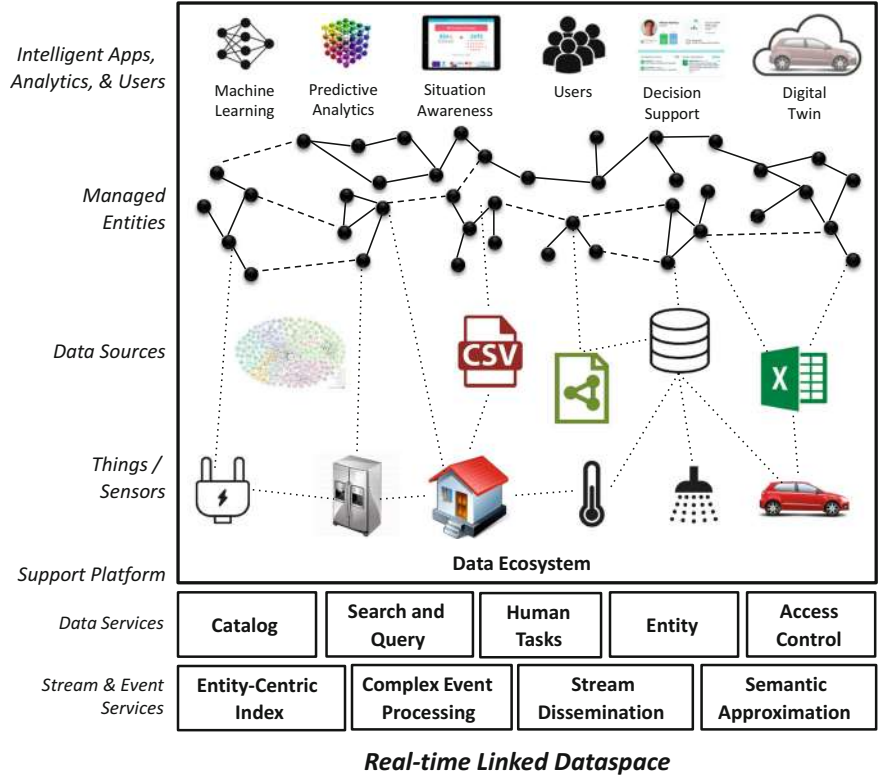 Intelligent Apps,
Analytics, & Users
Machine
Learning
Predictive
Analytics
Situation
Awareness
Users
Decision
Support
Digital
Twin
Managed
Entities
Data Sources
CSV
X
Things /
Sensors
Data Ecosystem
Support Platform
Data Services
Catalog
Search and
Query
Human
Tasks
Entity
Access
Control
Stream & Event
Services
Entity-Centric
Index
Complex Event
Processing
Stream
Dissemination
Semantic
Approximation
Real-time Linked Dataspace